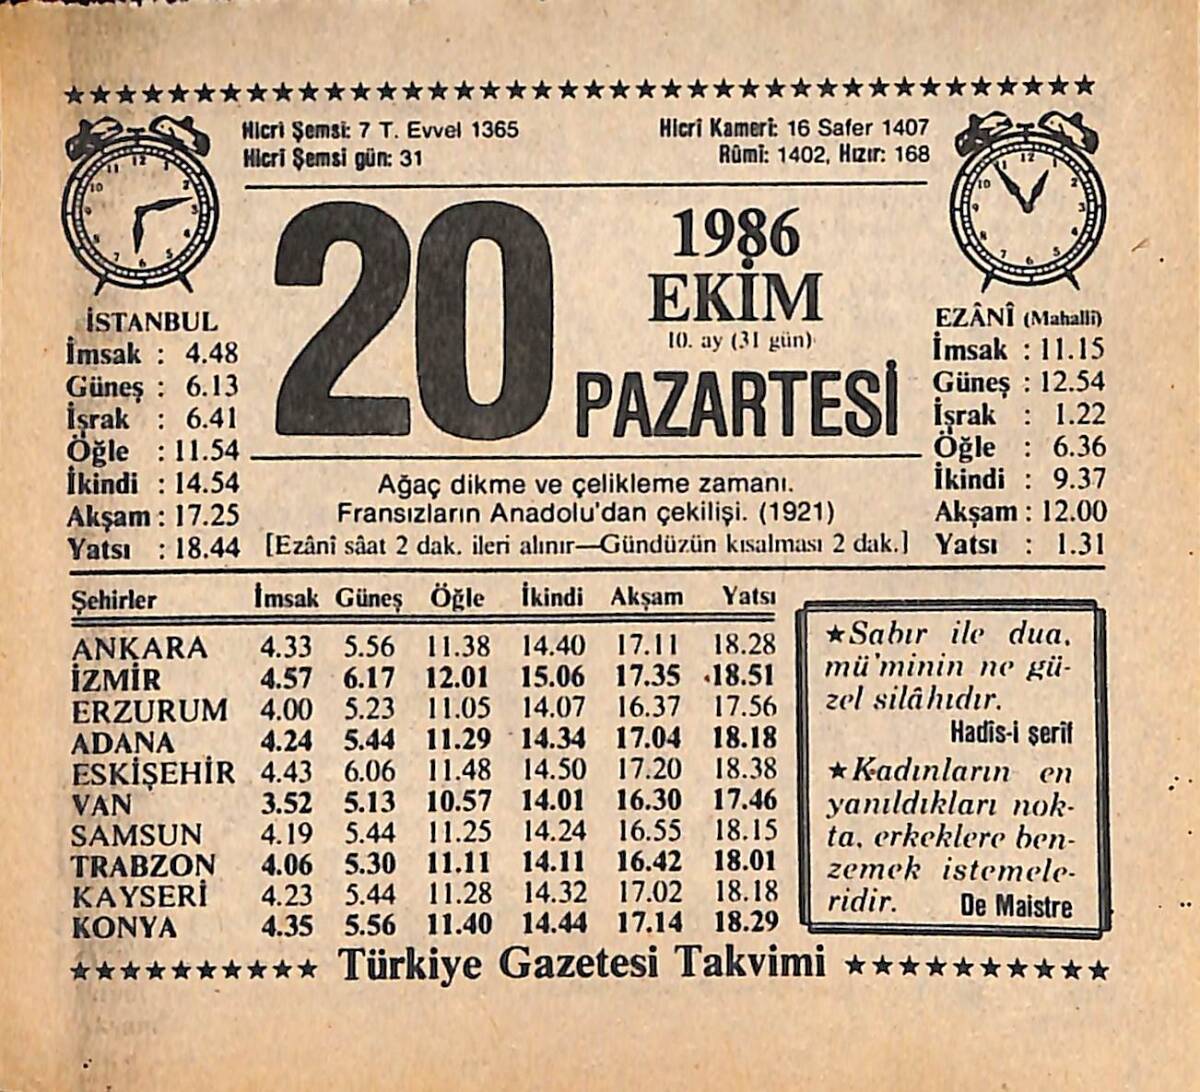 Hicrî Şemsî: 7 T. Evvel 1365
Hicrî Şemsî gün: 31
Hicrî Kamerî: 16 Safer 1407
Rûmî: 1402, Hızır: 168
20
1986
EKİM
10. ay (31 gün)
PAZARTESİ
İSTANBUL
İmsak : 4.48
Güneş : 6.13
İşrak : 6.41
Öğle : 11.54
İkindi : 14.54
Akşam : 17.25
Yatsı : 18.44
EZÂNÎ (Mahallî)
İmsak : 11.15
Güneş : 12.54
İşrak : 1.22
Öğle : 6.36
İkindi : 9.37
Akşam : 12.00
Yatsı : 1.31
Ağaç dikme ve çelikleme zamanı.
Fransızların Anadolu'dan çekilişi. (1921)
[Ezânî sâat 2 dak. ileri alınır—Gündüzün kısalması 2 dak.]
Şehirler İmsak Güneş Öğle İkindi Akşam Yatsı
ANKARA 4.33 5.56 11.38 14.40 17.11 18.28
İZMİR 4.57 6.17 12.01 15.06 17.35 18.51
ERZURUM 4.00 5.23 11.05 14.07 16.37 17.56
ADANA 4.24 5.44 11.29 14.34 17.04 18.18
ESKİŞEHİR 4.43 6.06 11.48 14.50 17.20 18.38
VAN 3.52 5.13 10.57 14.01 16.30 17.46
SAMSUN 4.19 5.44 11.25 14.24 16.55 18.15
TRABZON 4.06 5.30 11.11 14.11 16.42 18.01
KAYSERİ 4.23 5.44 11.28 14.32 17.02 18.18
KONYA 4.35 5.56 11.40 14.44 17.14 18.29
★Sabır ile dua,
mü'minin ne gü-
zel silâhıdır.
Hadîs-i şerîf
★Kadınların en
yanıldıkları nok-
ta, erkeklere ben-
zemek istemele-
ridir. De Maistre
★★★★★★★★★★ Türkiye Gazetesi Takvimi ★★★★★★★★★★